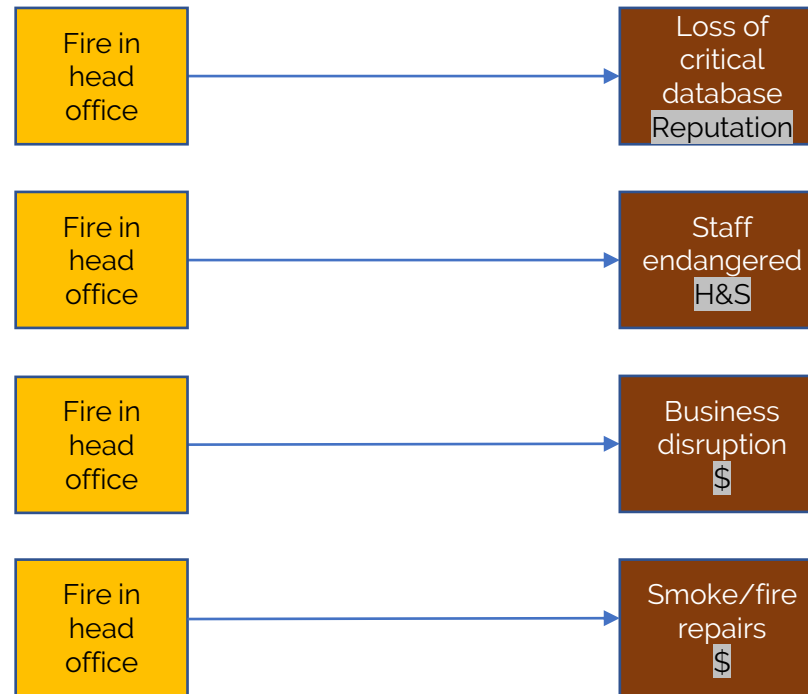 Fire in
head
office
Loss of
critical
database
Reputation
Fire in
head
office
Staff
endangered
H&S
Fire in
head
office
Business
disruption
$
Fire in
head
office
Smoke/fire
repairs
$